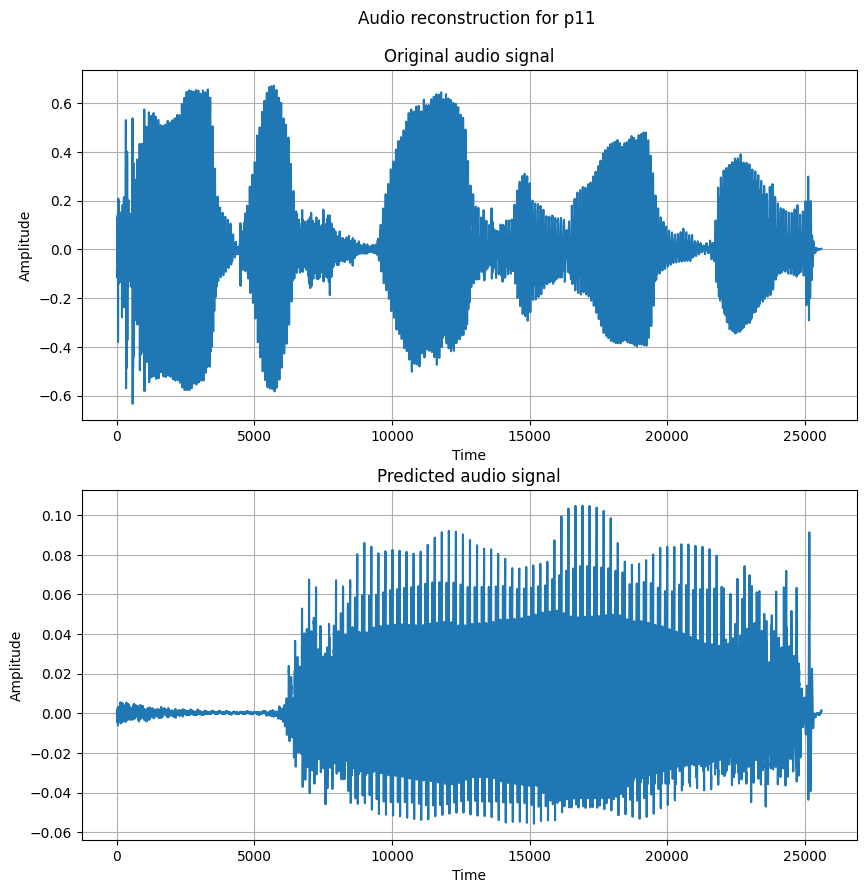 Audio reconstruction for p11
Original audio signal
0.6
0.4
0.2
0.0
−0.2
−0.4
−0.6
Amplitude
0 5000 10000 15000 20000 25000
Time
Predicted audio signal
0.10
0.08
0.06
0.04
0.02
0.00
−0.02
−0.04
−0.06
Amplitude
0 5000 10000 15000 20000 25000
Time